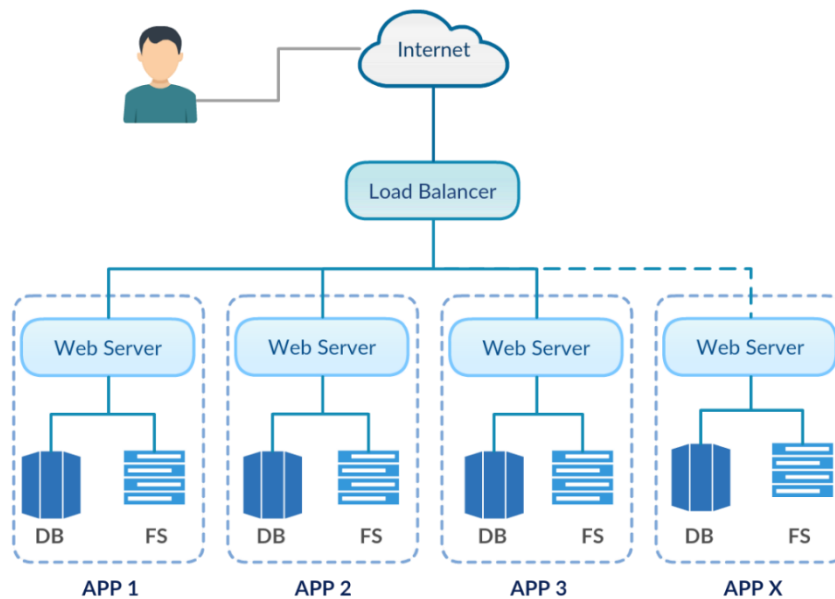 Internet
Load Balancer
Web Server Web Server Web Server Web Server
DB FS DB FS DB FS DB FS
APP 1 APP 2 APP 3 APP X